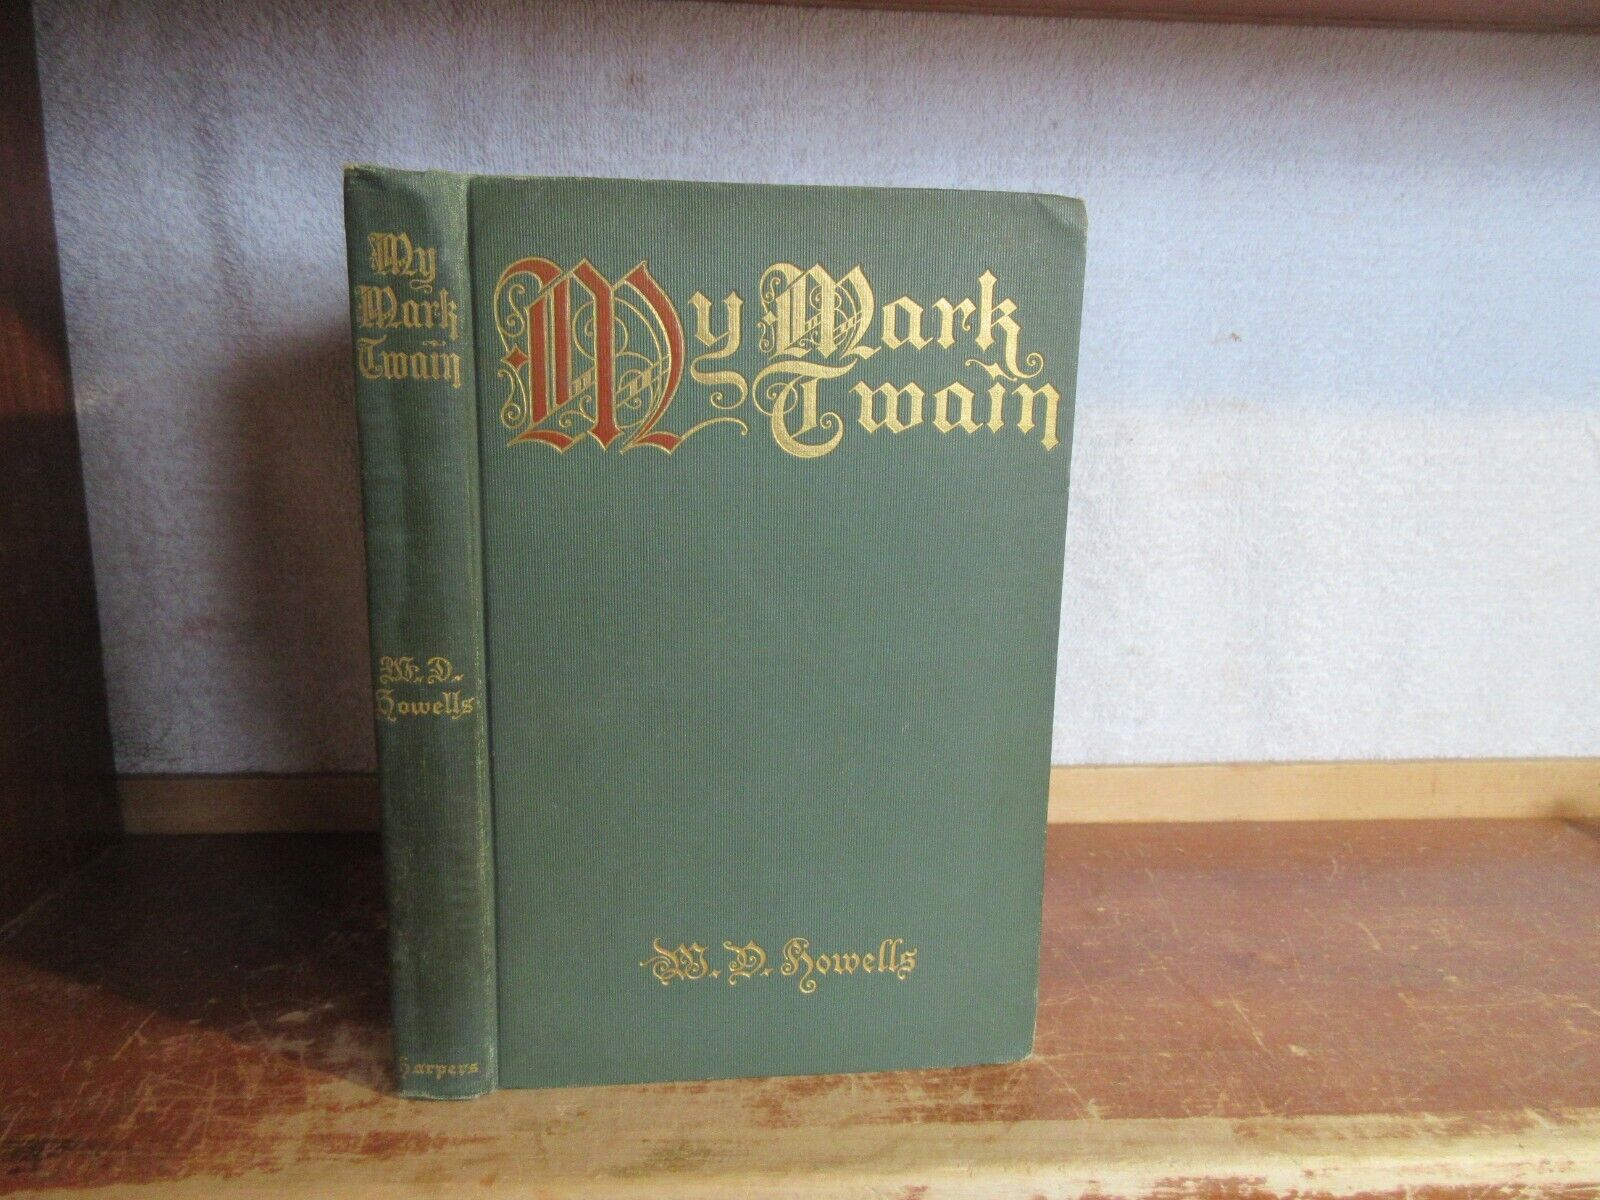 My
Mark
Twain
W. D.
Howells
Harpers
My Mark
Twain
W. D. Howells